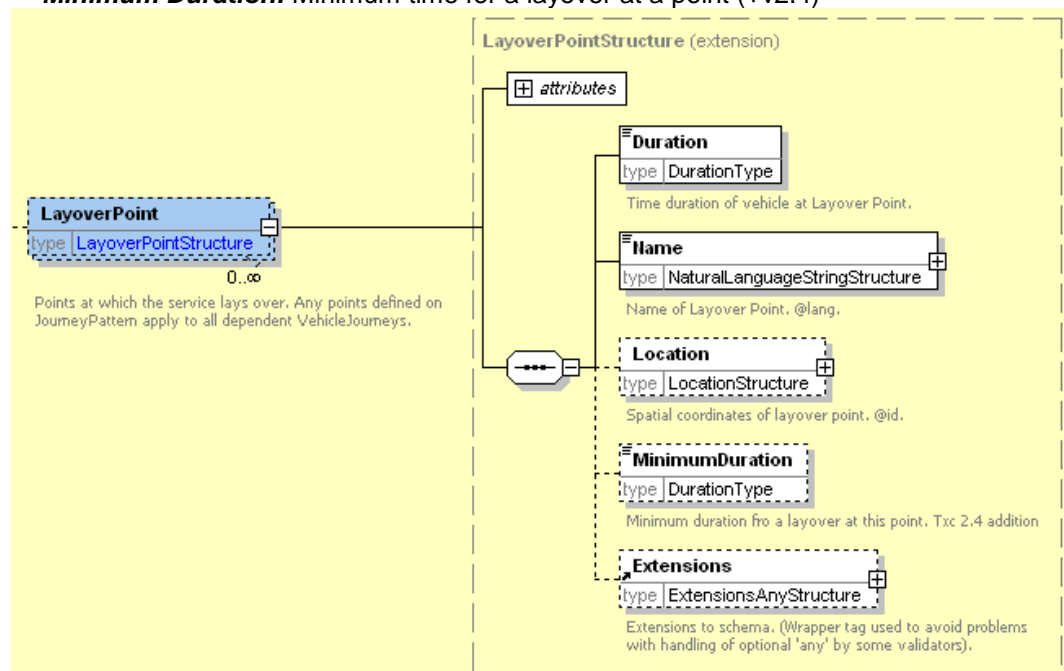 Minimum Duration: Minimum time for a layover at a point (+v2.4)
LayoverPointStructure (extension)
attributes
Duration
type DurationType
Time duration of vehicle at Layover Point.
LayoverPoint
type LayoverPointStructure
0..∞
Points at which the service lays over. Any points defined on
JourneyPattern apply to all dependent VehicleJourneys.
Name
type NaturalLanguageStringStructure
Name of Layover Point. @lang.
Location
type LocationStructure
Spatial coordinates of layover point. @id.
MinimumDuration
type DurationType
Minimum duration fro a layover at this point. Txc 2.4 addition
Extensions
type ExtensionsAnyStructure
Extensions to schema. (Wrapper tag used to avoid problems
with handling of optional 'any' by some validators).